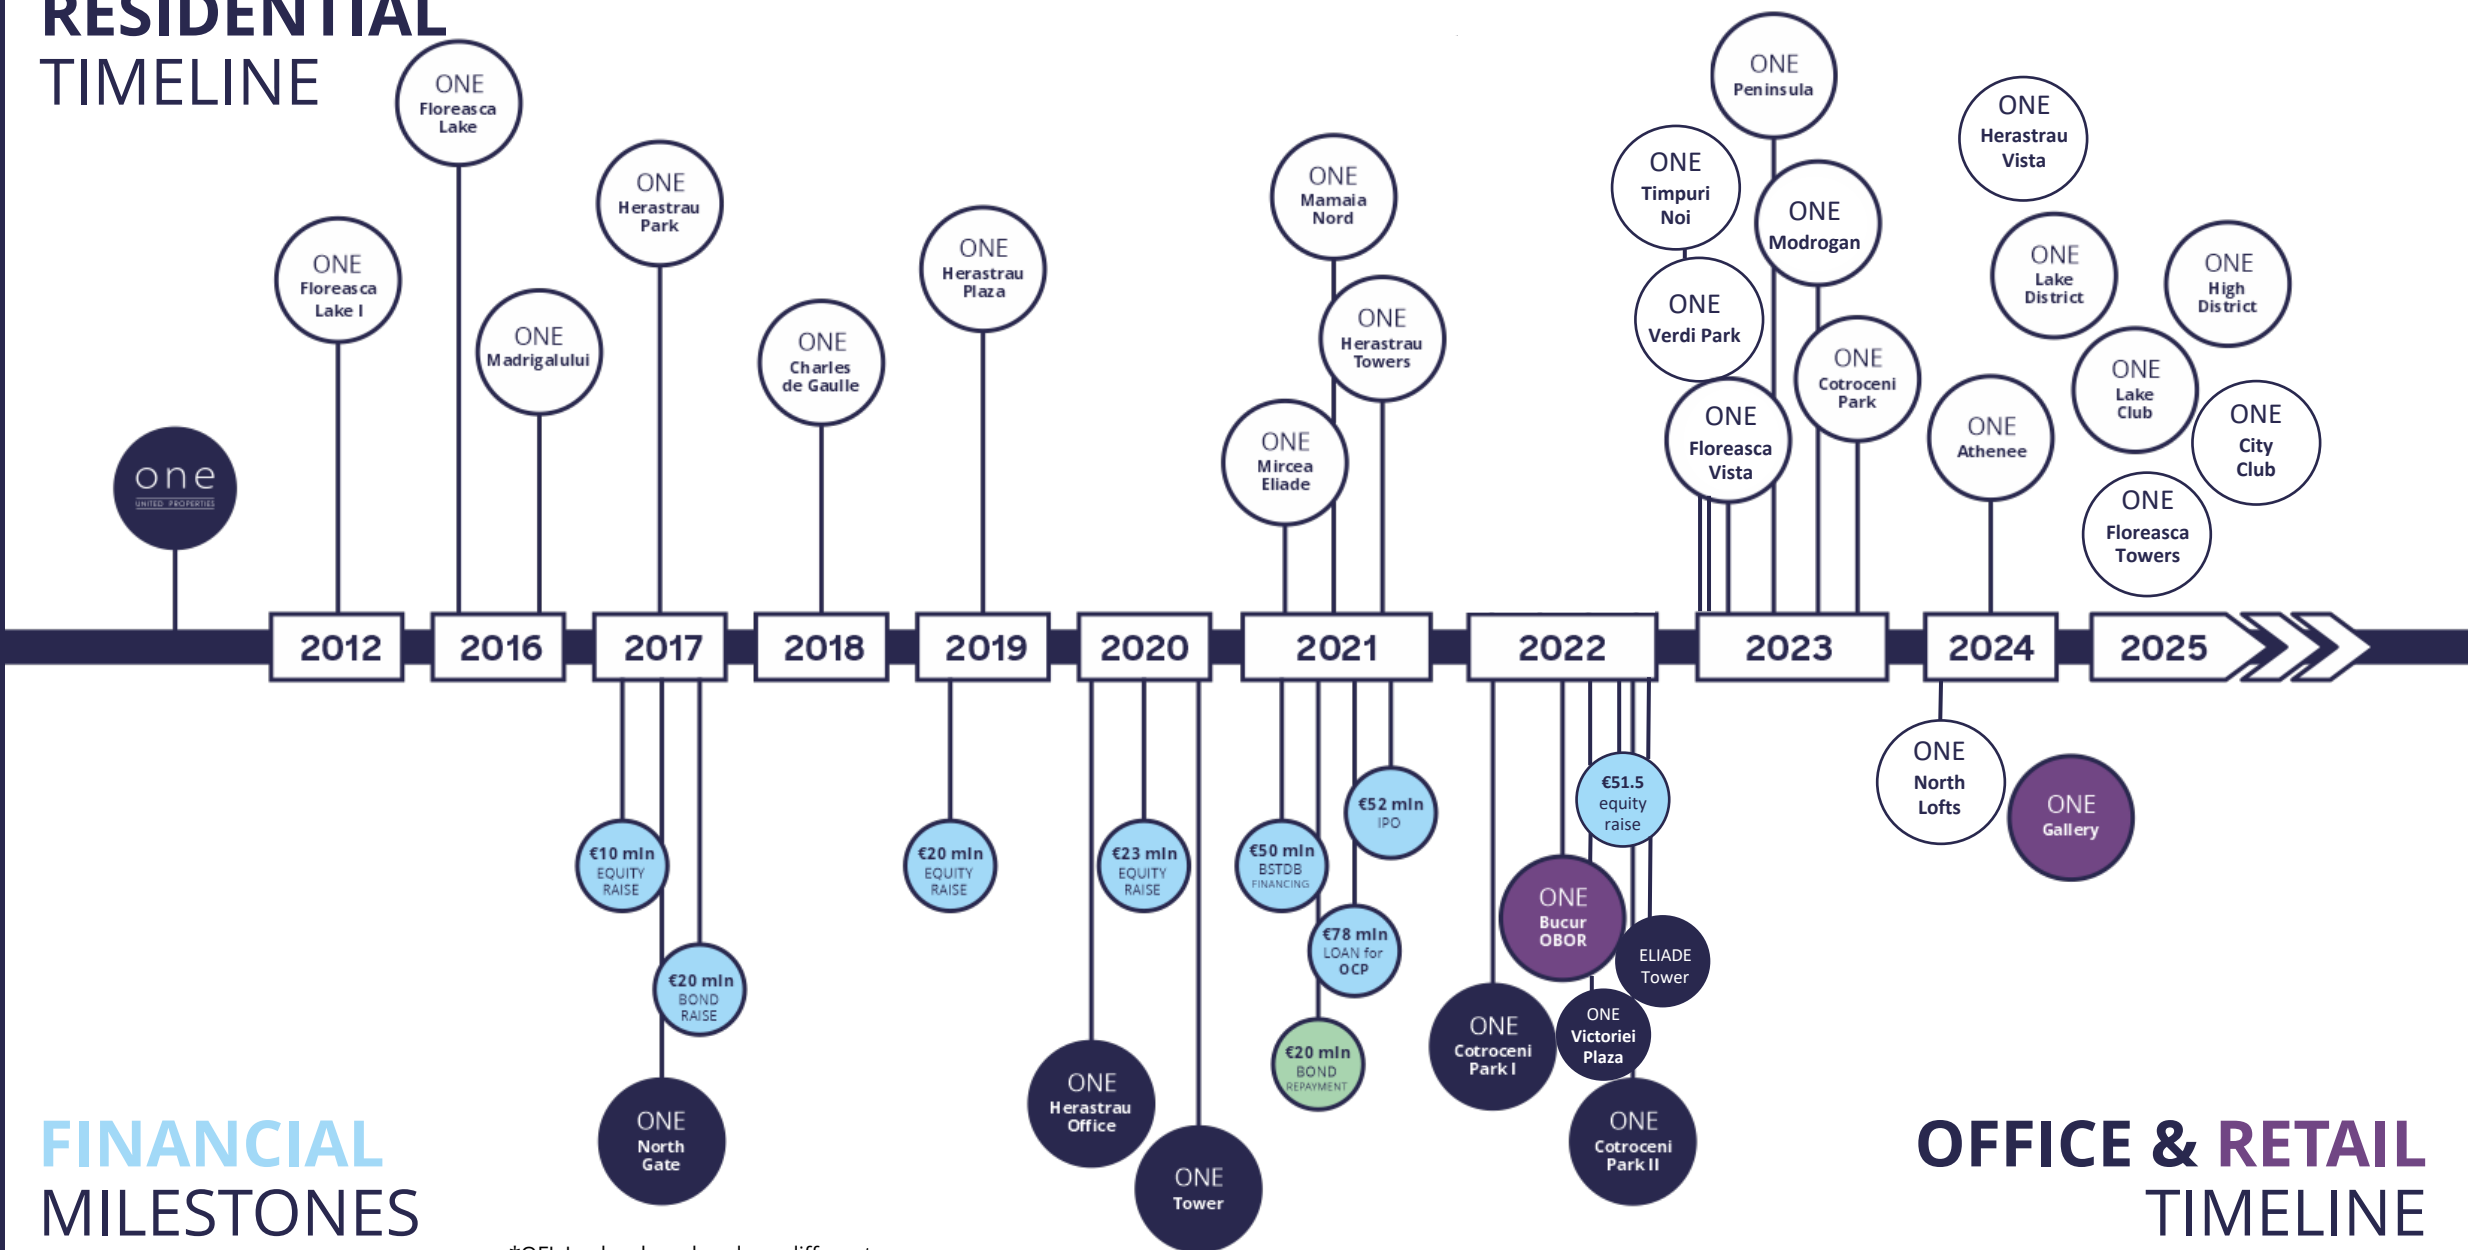 RESIDENTIAL
TIMELINE
one
UNITED PROPERTIES
ONE
Floreasca
Lake I
ONE
Floreasca
Lake
ONE
Madrigalului
ONE
Herastrau
Park
ONE
Charles
de Gaulle
ONE
Herastrau
Plaza
ONE
Mircea
Eliade
ONE
Mamaia
Nord
ONE
Herastrau
Towers
ONE
Timpuri
Noi
ONE
Verdi Park
ONE
Floreasca
Vista
ONE
Peninsula
ONE
Modrogan
ONE
Cotroceni
Park
ONE
Athenee
ONE
Herastrau
Vista
ONE
Lake
District
ONE
High
District
ONE
Lake
Club
ONE
City
Club
ONE
Floreasca
Towers
2012
2016
2017
2018
2019
2020
2021
2022
2023
2024
2025
€10 mln
EQUITY
RAISE
€20 mln
BOND
RAISE
ONE
North
Gate
€20 mln
EQUITY
RAISE
€23 mln
EQUITY
RAISE
ONE
Herastrau
Office
ONE
Tower
€50 mln
BSTDB
FINANCING
€52 mln
IPO
€78 mln
LOAN for
OCP
€20 mln
BOND
REPAYMENT
€51.5
equity
raise
ONE
Bucur
OBOR
ELIADE
Tower
ONE
Cotroceni
Park I
ONE
Victoriei
Plaza
ONE
Cotroceni
Park II
ONE
North
Lofts
ONE
Gallery
FINANCIAL
MILESTONES
OFFICE & RETAIL
TIMELINE